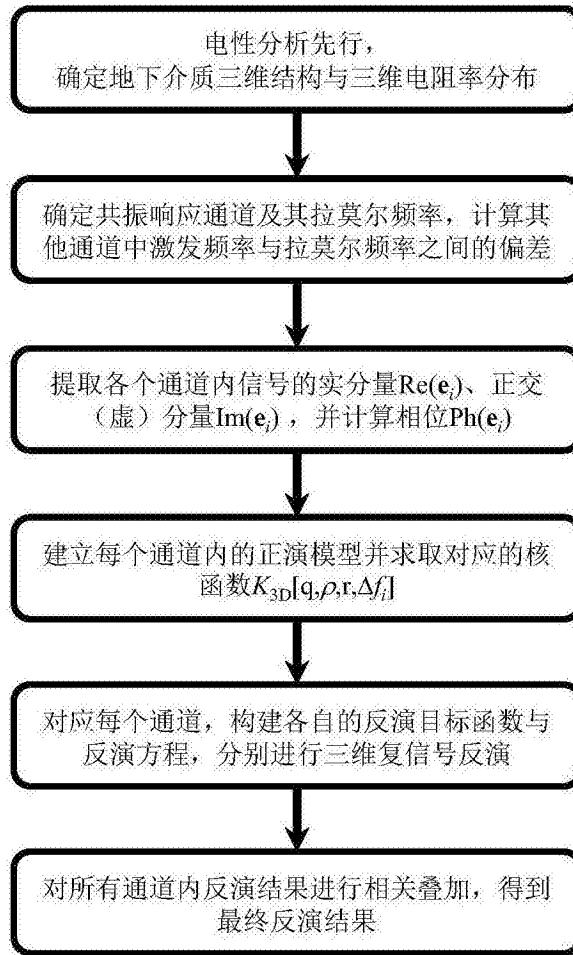 电性分析先行，
确定地下介质三维结构与三维电阻率分布
确定共振响应通道及其拉莫尔频率，计算其
他通道中激发频率与拉莫尔频率之间的偏差
提取各个通道内信号的实分量Re(eᵢ)、正交
（虚）分量Im(eᵢ) ，并计算相位Ph(eᵢ)
建立每个通道内的正演模型并求取对应的核
函数K₃D[q,ρ,r,Δfᵢ]
对应每个通道，构建各自的反演目标函数与
反演方程，分别进行三维复信号反演
对所有通道内反演结果进行相关叠加，得到
最终反演结果